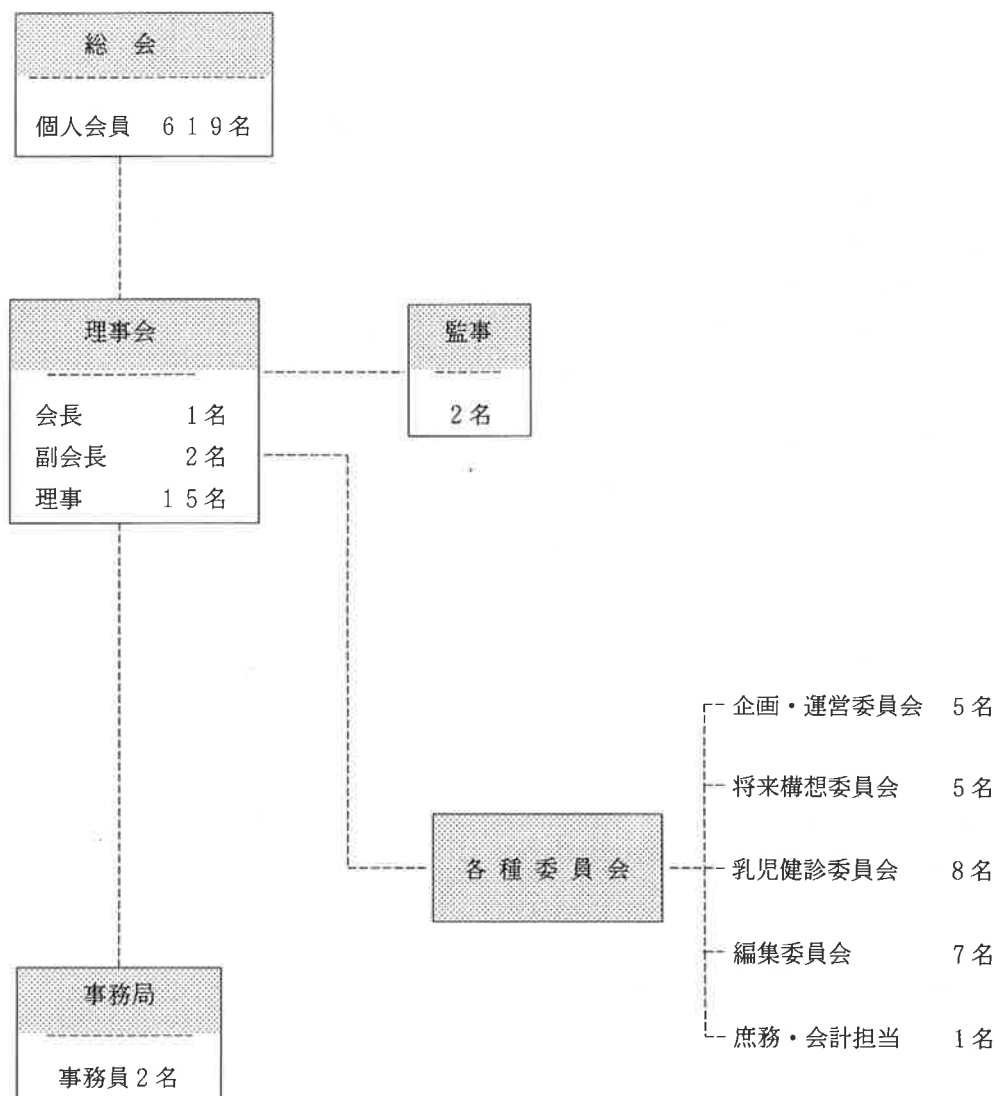 総　会
個人会員　６１９名
理事会
会長　１名
副会長　２名
理事　１５名
監事
２名
企画・運営委員会　５名
将来構想委員会　５名
各種委員会
乳児健診委員会　８名
編集委員会　７名
庶務・会計担当　１名
事務局
事務員２名